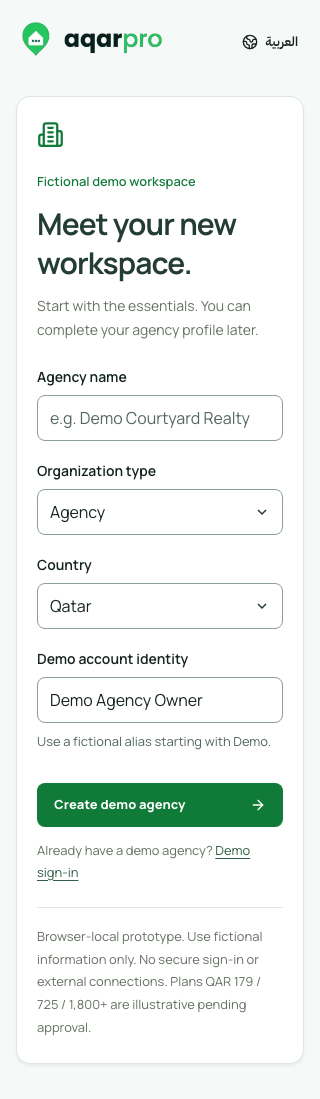 aqarpro
العربية
Fictional demo workspace
Meet your new
workspace.
Start with the essentials. You can
complete your agency profile later.
Agency name
e.g. Demo Courtyard Realty
Organization type
Agency
Country
Qatar
Demo account identity
Demo Agency Owner
Use a fictional alias starting with Demo.
Create demo agency
Already have a demo agency? Demo
sign-in
Browser-local prototype. Use fictional
information only. No secure sign-in or
external connections. Plans QAR 179 /
725 / 1,800+ are illustrative pending
approval.